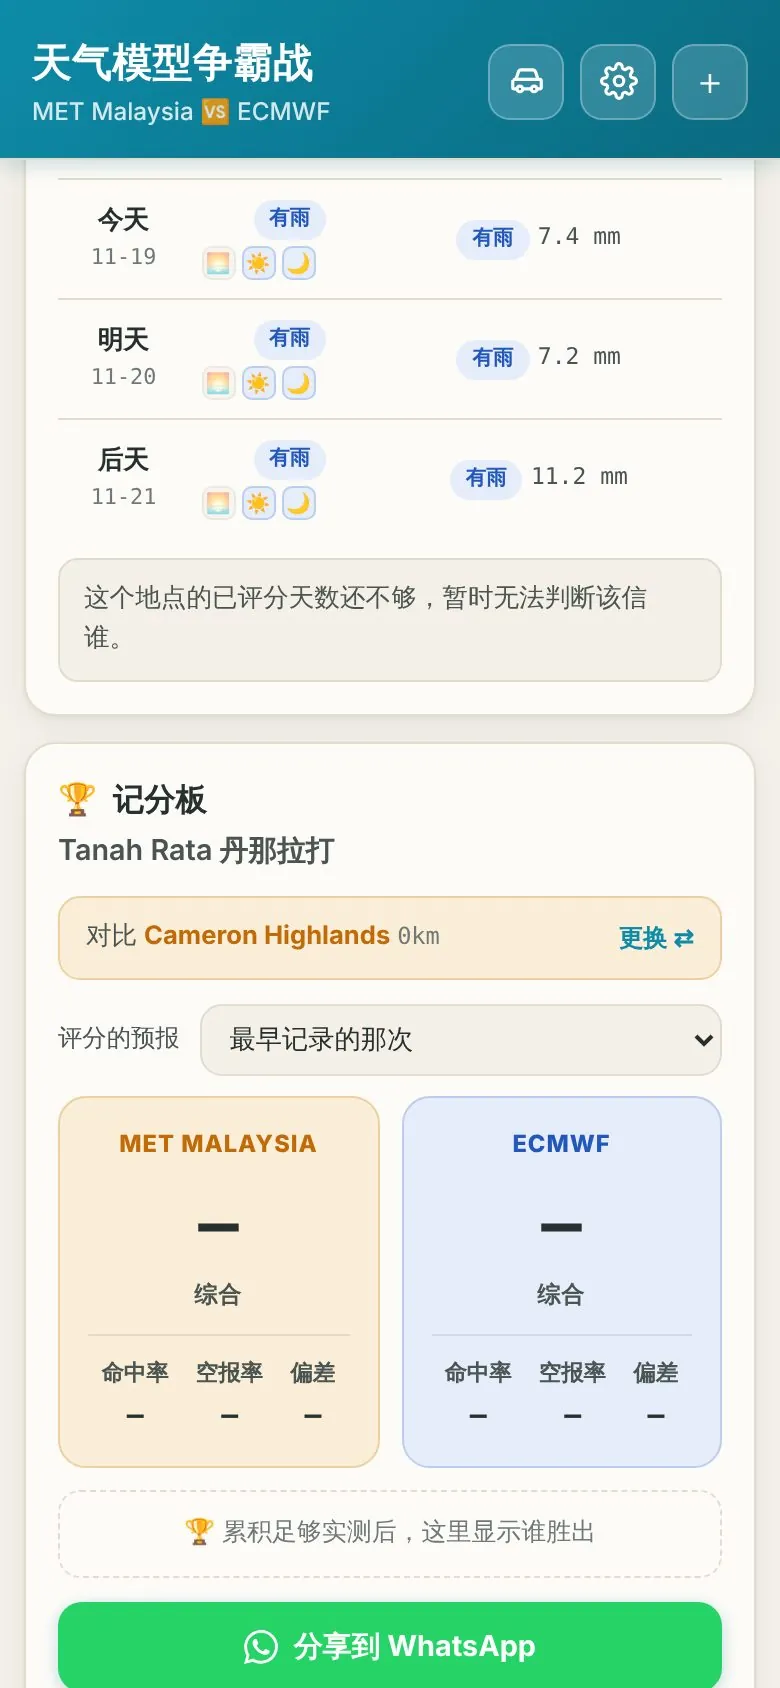 天气模型争霸战
MET Malaysia 🆚 ECMWF
+
今天
11-19
有雨
有雨 7.4 mm
明天
11-20
有雨
有雨 7.2 mm
后天
11-21
有雨
有雨 11.2 mm
这个地点的已评分天数还不够，暂时无法判断该信
谁。
🏆 记分板
Tanah Rata 丹那拉打
对比 Cameron Highlands 0km
更换 ⇄
评分的预报
最早记录的那次
MET MALAYSIA
—
综合
命中率 空报率 偏差
– – –
ECMWF
—
综合
命中率 空报率 偏差
– – –
🏆 累积足够实测后，这里显示谁胜出
分享到 WhatsApp